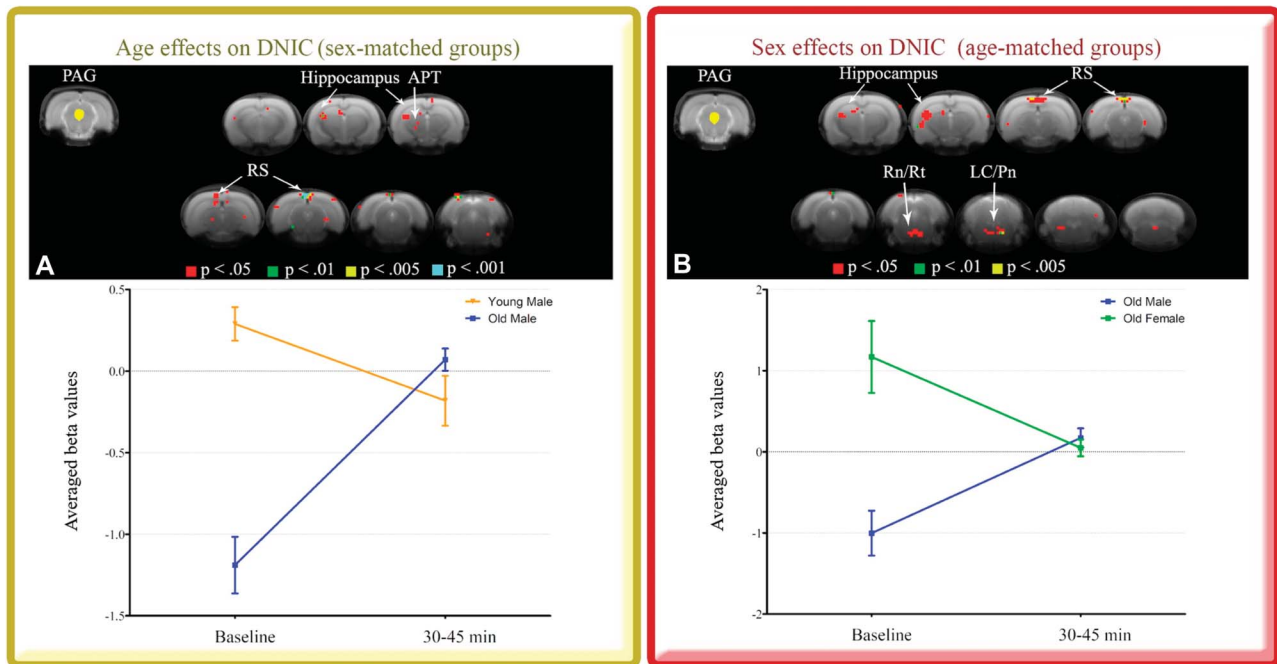 Age effects on DNIC (sex-matched groups)
PAG
Hippocampus APT
RS
A
p < .05 p < .01 p < .005 p < .001
0.5
0.0
-0.5
-1.0
-1.5
Averaged beta values
Young Male
Old Male
Baseline 30-45 min
Sex effects on DNIC (age-matched groups)
PAG
Hippocampus RS
Rn/Rt LC/Pn
B
p < .05 p < .01 p < .005
2
1
0
-1
-2
Averaged beta values
Old Male
Old Female
Baseline 30-45 min